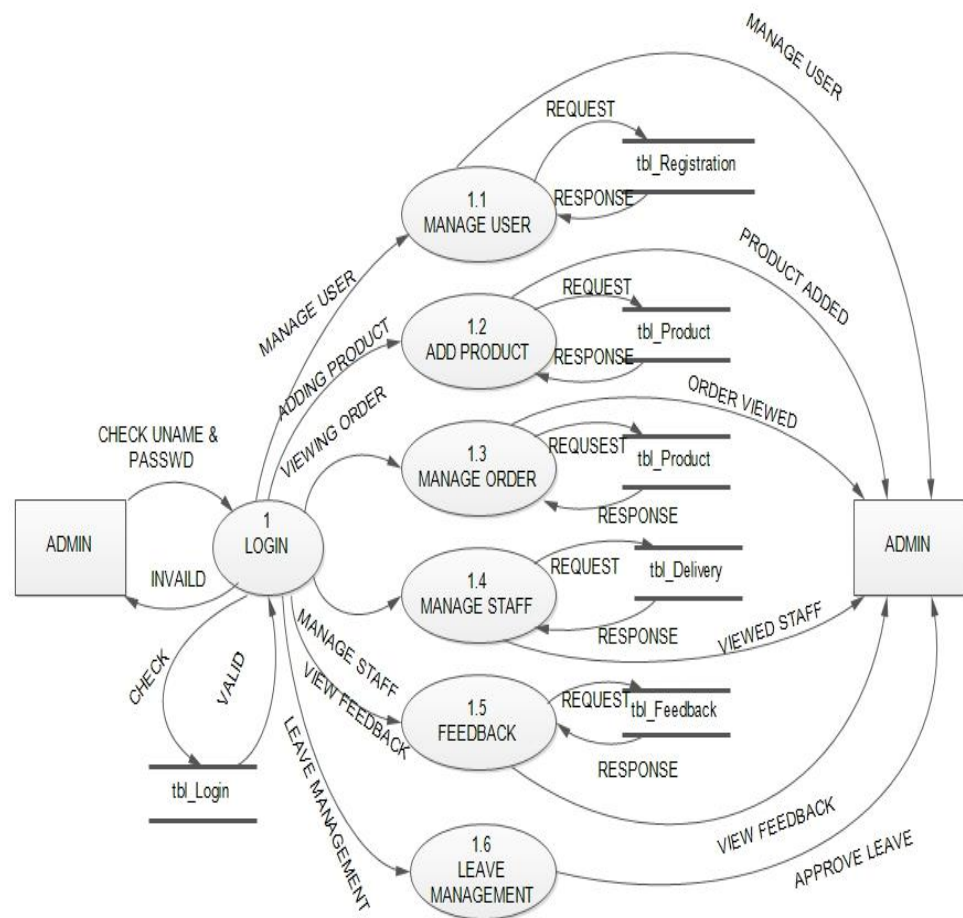 MANAGE USER
REQUEST
tbl_Registration
1.1
MANAGE USER
RESPONSE
MANAGE USER
PRODUCT ADDED
REQUEST
1.2
ADD PRODUCT
tbl_Product
RESPONSE
ADDING PRODUCT
ORDER VIEWED
VIEWING ORDER
REQUSEST
1.3
MANAGE ORDER
tbl_Product
RESPONSE
CHECK UNAME &
PASSWD
ADMIN
1
LOGIN
ADMIN
INVAILD
REQUEST
tbl_Delivery
1.4
MANAGE STAFF
RESPONSE
VIEWED STAFF
MANAGE STAFF
CHECK
VALID
VIEW FEEDBACK
REQUEST
1.5
FEEDBACK
tbl_Feedback
RESPONSE
tbl_Login
LEAVE MANAGEMENT
VIEW FEEDBACK
1.6
LEAVE
MANAGEMENT
APPROVE LEAVE